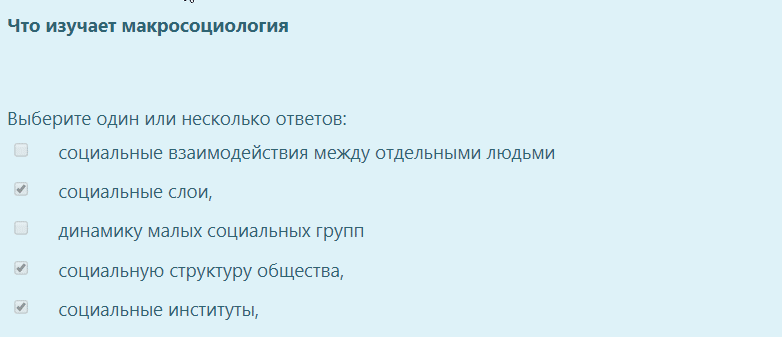 Что изучает макросоциология
Выберите один или несколько ответов:
социальные взаимодействия между отдельными людьми
социальные слои,
динамику малых социальных групп
социальную структуру общества,
социальные институты,